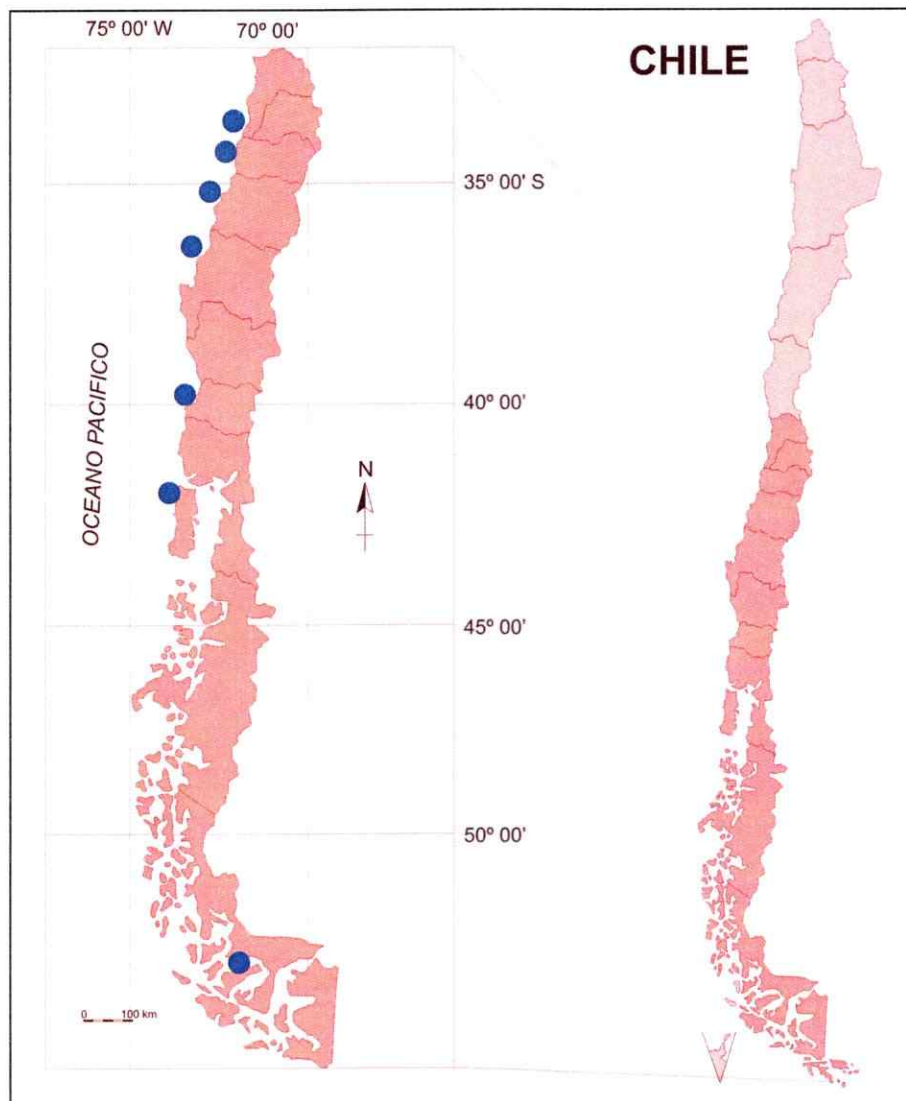 75º 00' W
70º 00'
CHILE
35º 00' S
OCEANO PACIFICO
40º 00'
N
45º 00'
50º 00'
0 100 km